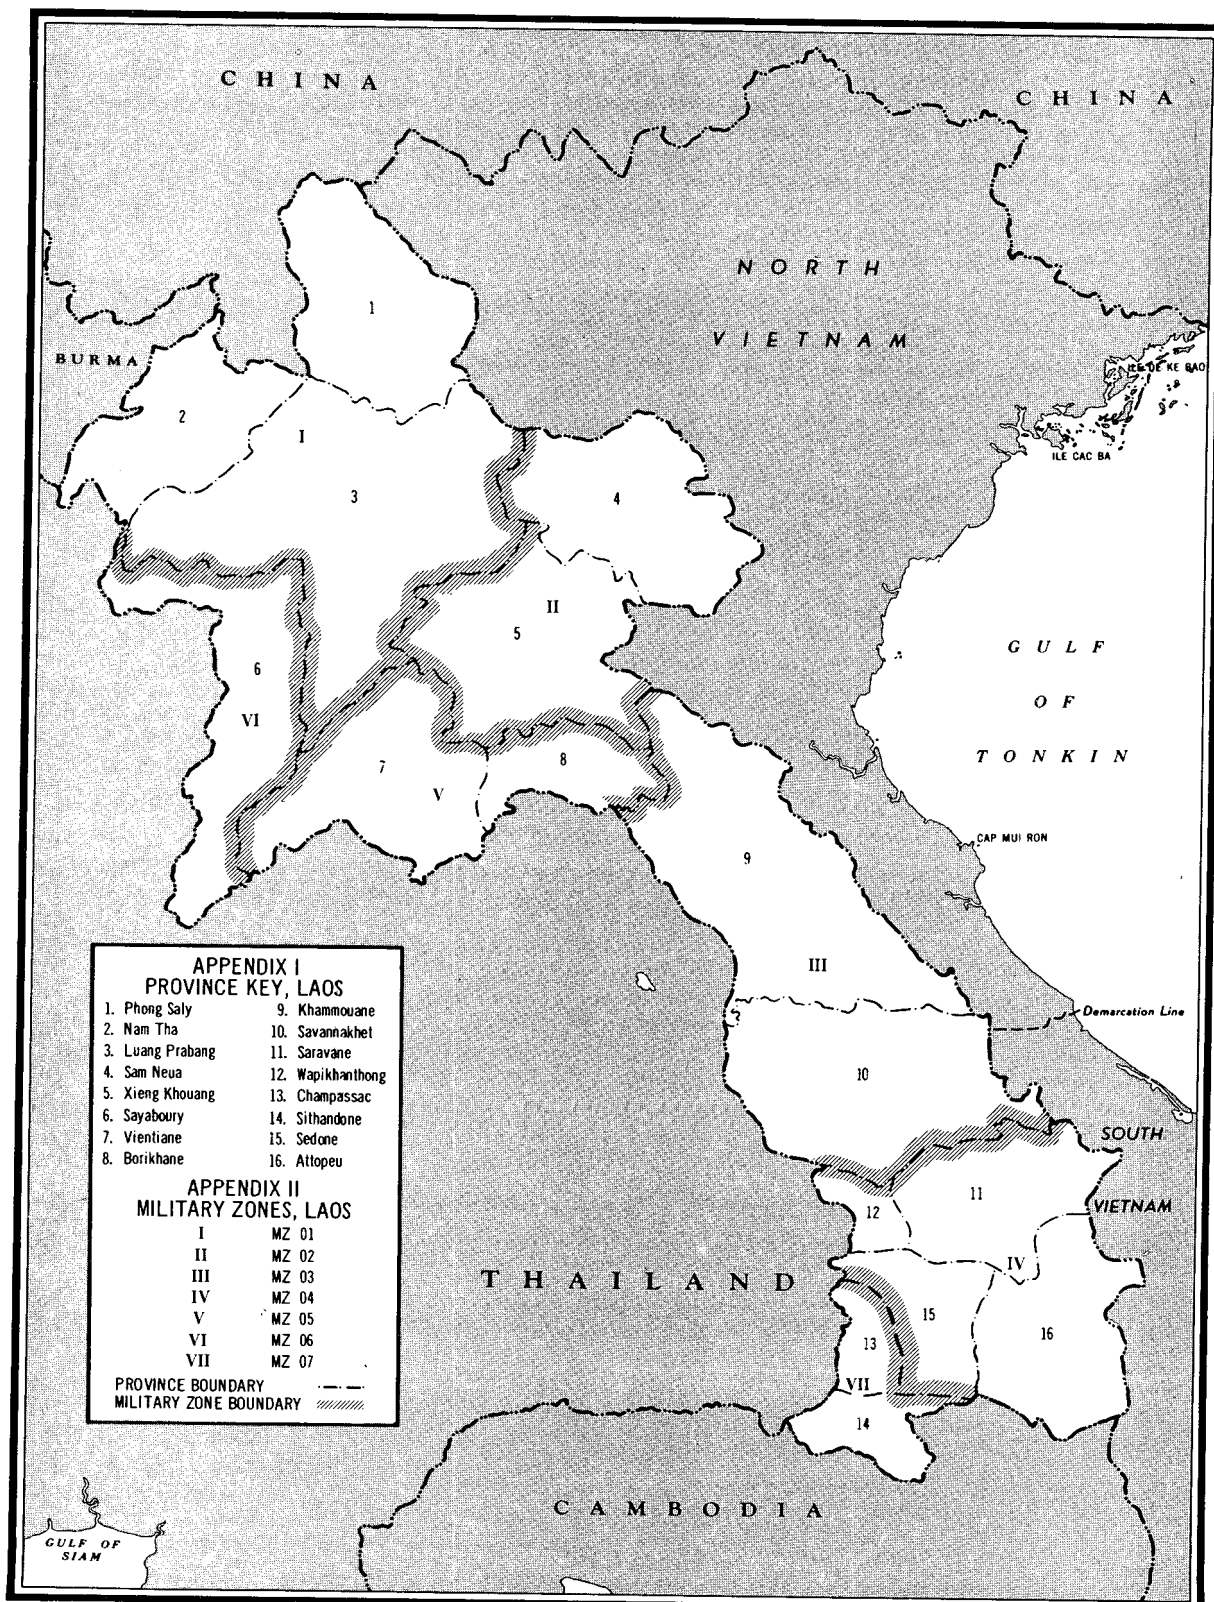 CHINA
CHINA
NORTH
VIETNAM
BURMA
1
ILE DE KE BAO
2
I
ILE CAC BA
3
4
II
5
GULF
OF
TONKIN
6
VI
7
8
V
CAP MUI RON
9
III
Demarcation Line
10
SOUTH
VIETNAM
11
12
IV
THAILAND
15
13
16
VII
14
CAMBODIA
GULF OF
SIAM
APPENDIX I
PROVINCE KEY, LAOS
1. Phong Saly
2. Nam Tha
3. Luang Prabang
4. Sam Neua
5. Xieng Khouang
6. Sayaboury
7. Vientiane
8. Borikhane
9. Khammouane
10. Savannakhet
11. Saravane
12. Wapikhanthong
13. Champassac
14. Sithandone
15. Sedone
16. Attopeu
APPENDIX II
MILITARY ZONES, LAOS
I MZ 01
II MZ 02
III MZ 03
IV MZ 04
V MZ 05
VI MZ 06
VII MZ 07
PROVINCE BOUNDARY
MILITARY ZONE BOUNDARY